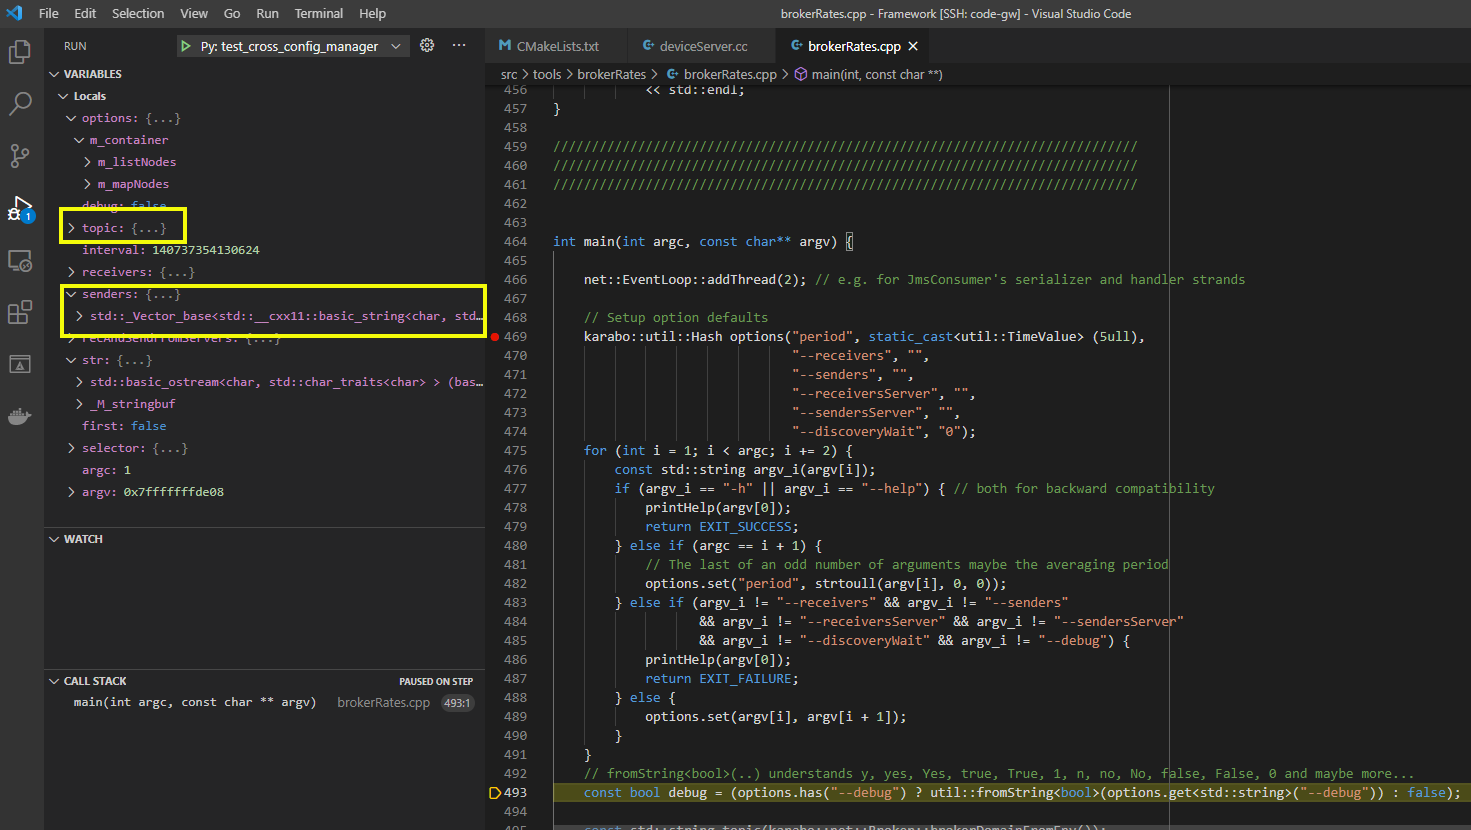 File Edit Selection View Go Run Terminal Help
brokerRates.cpp - Framework [SSH: code-gw] - Visual Studio Code
RUN
Py: test_cross_config_manager
VARIABLES
Locals
options: {...}
m_container
m_listNodes
m_mapNodes
debug: false
topic: {...}
interval: 140737354130624
receivers: {...}
senders: {...}
std::_Vector_base<std::__cxx11::basic_string<char, std…
recAndSendFromServers: {...}
str: {...}
std::basic_ostream<char, std::char_traits<char> > (bas…
_M_stringbuf
first: false
selector: {...}
argc: 1
argv: 0x7fffffffde08
WATCH
CALL STACK
PAUSED ON STEP
main(int argc, const char ** argv)
brokerRates.cpp
493:1
1
CMakeLists.txt
deviceServer.cc
brokerRates.cpp
src > tools > brokerRates > brokerRates.cpp > main(int, const char **)
456 << std::endl;
457 }
458
459 ////////////////////////////////////////////////////////////////////////////
460 ////////////////////////////////////////////////////////////////////////////
461 ////////////////////////////////////////////////////////////////////////////
462
463
464 int main(int argc, const char** argv) {
465
466 net::EventLoop::addThread(2); // e.g. for JmsConsumer's serializer and handler strands
467
468 // Setup option defaults
469 karabo::util::Hash options("period", static_cast<util::TimeValue> (5ull),
470 "--receivers", "",
471 "--senders", "",
472 "--receiversServer", "",
473 "--sendersServer", "",
474 "--discoveryWait", "0");
475 for (int i = 1; i < argc; i += 2) {
476 const std::string argv_i(argv[i]);
477 if (argv_i == "-h" || argv_i == "--help") { // both for backward compatibility
478 printHelp(argv[0]);
479 return EXIT_SUCCESS;
480 } else if (argc == i + 1) {
481 // The last of an odd number of arguments maybe the averaging period
482 options.set("period", strtoull(argv[i], 0, 0));
483 } else if (argv_i != "--receivers" && argv_i != "--senders"
484 && argv_i != "--receiversServer" && argv_i != "--sendersServer"
485 && argv_i != "--discoveryWait" && argv_i != "--debug") {
486 printHelp(argv[0]);
487 return EXIT_FAILURE;
488 } else {
489 options.set(argv[i], argv[i + 1]);
490 }
491 }
492 // fromString<bool>(..) understands y, yes, Yes, true, True, 1, n, no, No, false, False, 0 and maybe more...
493 const bool debug = (options.has("--debug") ? util::fromString<bool>(options.get<std::string>("--debug")) : false);
494
495 const std::string topic(karabo::net::Broker::brokerDomainFromEnv());